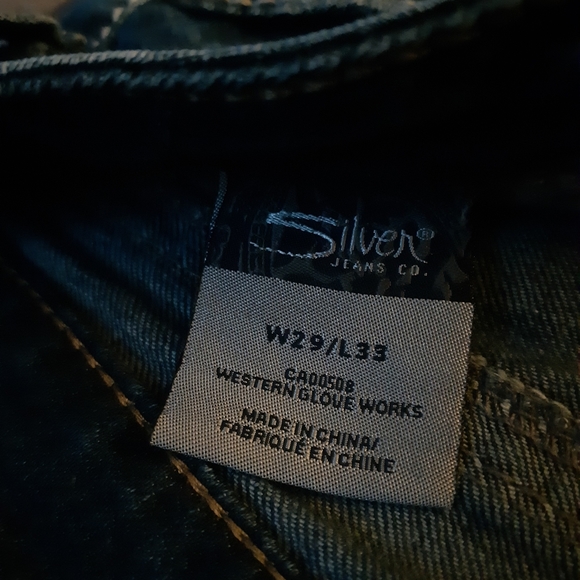 Silver®
JEANS CO.
W29/L33
CA00508
WESTERN GLOVE WORKS
MADE IN CHINA/
FABRIQUÉ EN CHINE